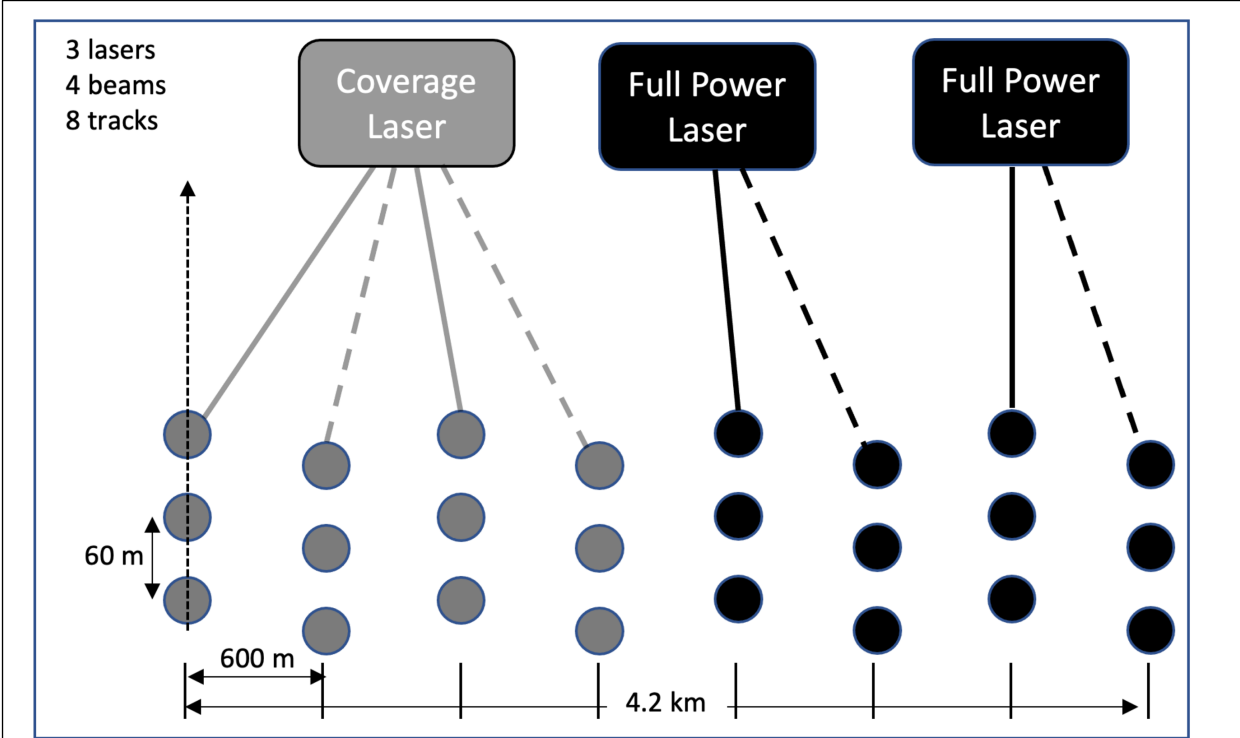 3 lasers
4 beams
8 tracks
Coverage
Laser
Full Power
Laser
Full Power
Laser
60 m
600 m
4.2 km